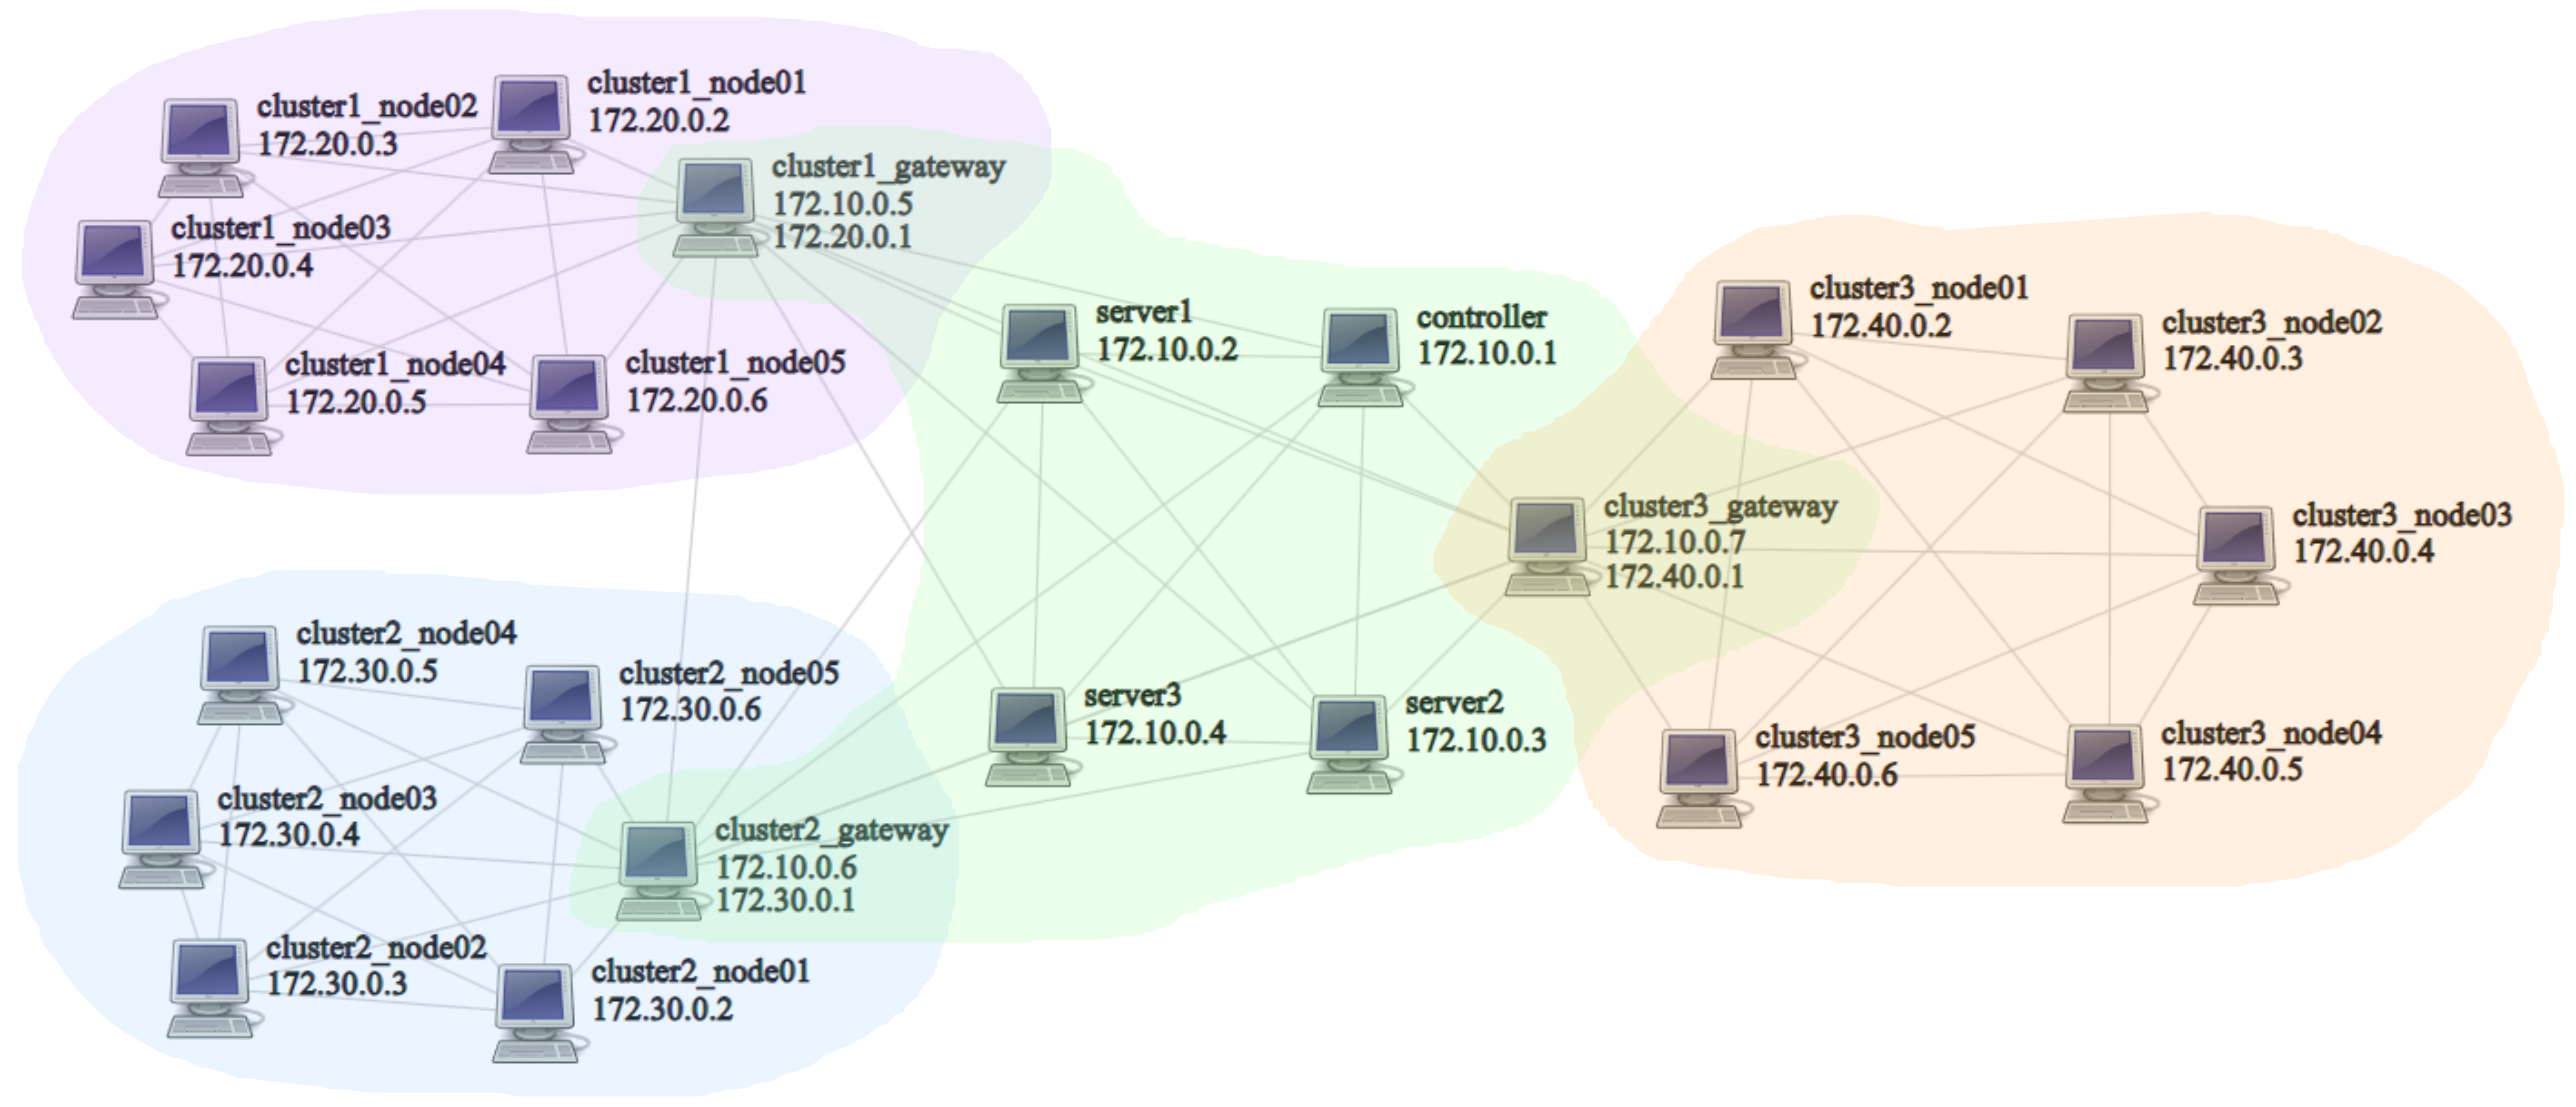 cluster1_node01
172.20.0.2
cluster1_node02
172.20.0.3
cluster1_gateway
172.10.0.5
172.20.0.1
cluster1_node03
172.20.0.4
cluster1_node04
172.20.0.5
cluster1_node05
172.20.0.6
server1
172.10.0.2
controller
172.10.0.1
cluster3_node01
172.40.0.2
cluster3_node02
172.40.0.3
cluster3_gateway
172.10.0.7
172.40.0.1
cluster3_node03
172.40.0.4
cluster2_node04
172.30.0.5
cluster2_node05
172.30.0.6
server3
172.10.0.4
server2
172.10.0.3
cluster3_node05
172.40.0.6
cluster3_node04
172.40.0.5
cluster2_node03
172.30.0.4
cluster2_gateway
172.10.0.6
172.30.0.1
cluster2_node02
172.30.0.3
cluster2_node01
172.30.0.2